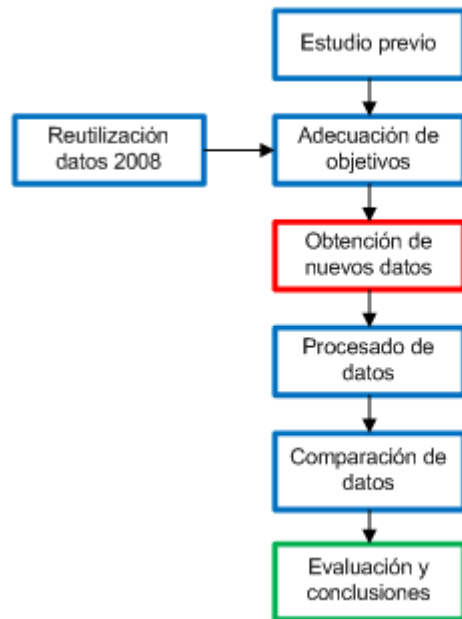 Estudio previo
Reutilización
datos 2008
Adecuación de
objetivos
Obtención de
nuevos datos
Procesado de
datos
Comparación de
datos
Evaluación y
conclusiones